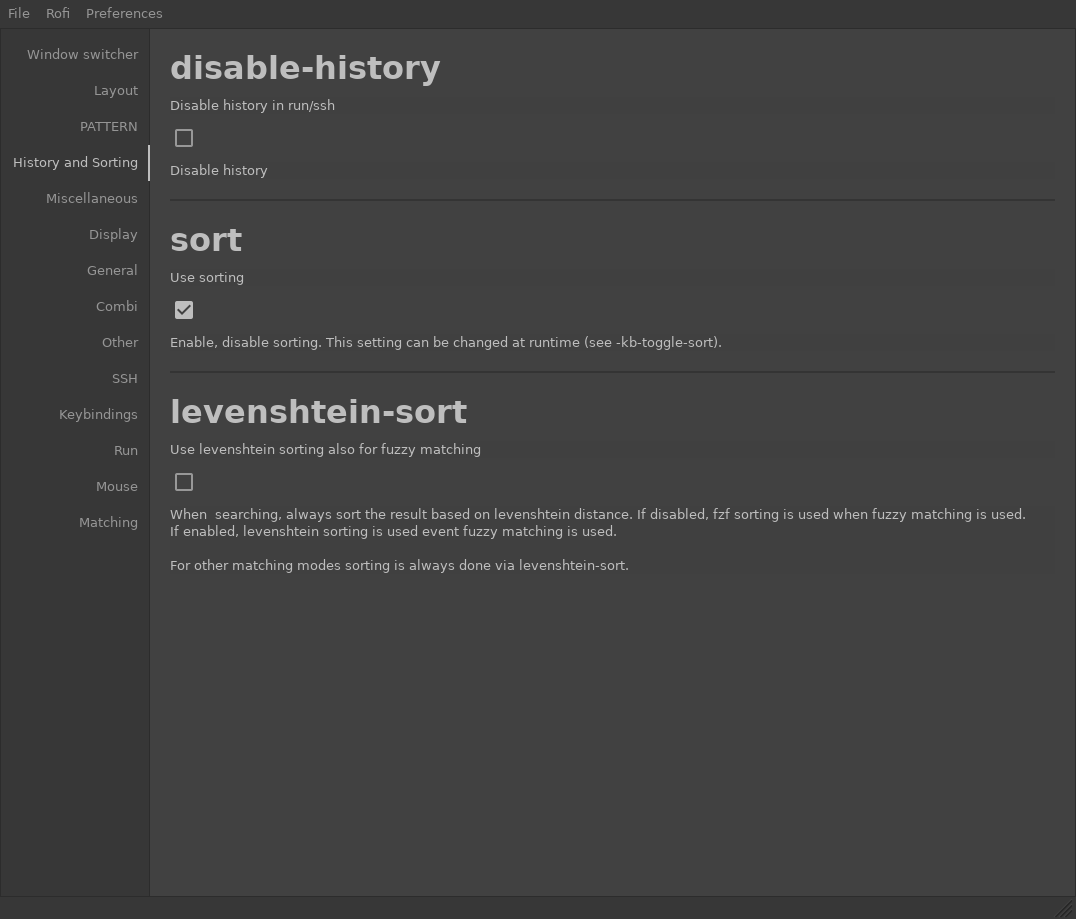 File Rofi Preferences
Window switcher
Layout
PATTERN
History and Sorting
Miscellaneous
Display
General
Combi
Other
SSH
Keybindings
Run
Mouse
Matching
disable-history
Disable history in run/ssh
Disable history
sort
Use sorting
Enable, disable sorting. This setting can be changed at runtime (see -kb-toggle-sort).
levenshtein-sort
Use levenshtein sorting also for fuzzy matching
When  searching, always sort the result based on levenshtein distance. If disabled, fzf sorting is used when fuzzy matching is used.
If enabled, levenshtein sorting is used event fuzzy matching is used.
For other matching modes sorting is always done via levenshtein-sort.